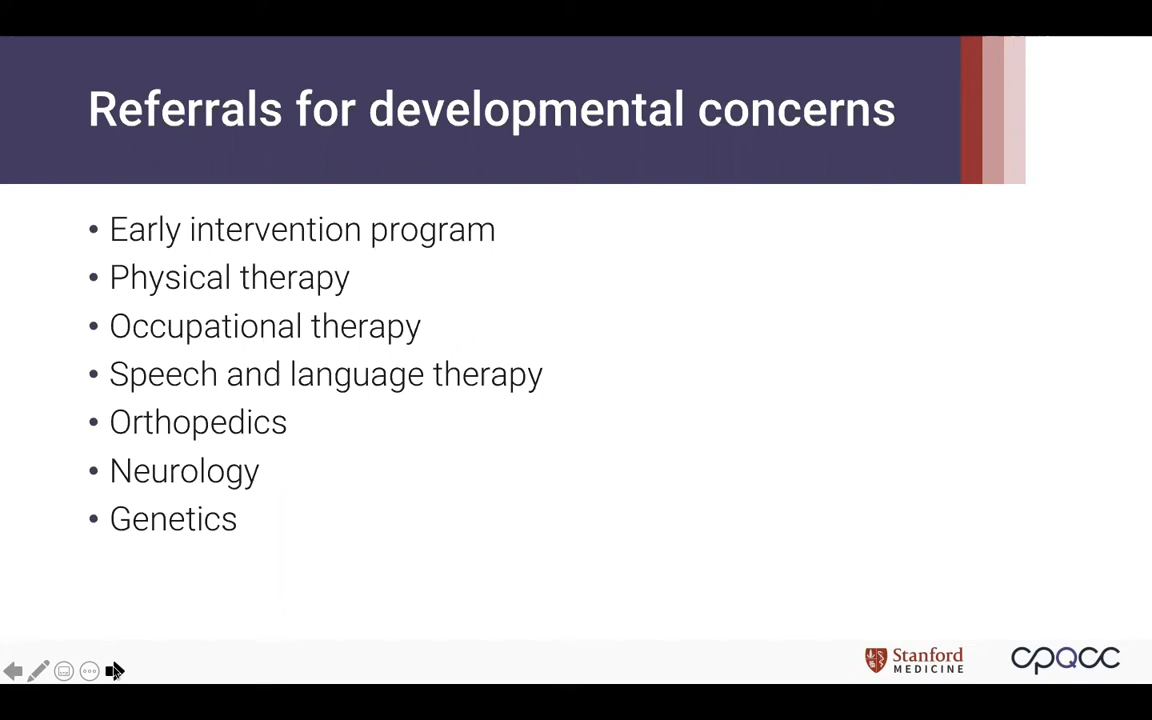 Referrals for developmental concerns
• Early intervention program
• Physical therapy
• Occupational therapy
• Speech and language therapy
• Orthopedics
• Neurology
• Genetics
Stanford
MEDICINE
cpqcc